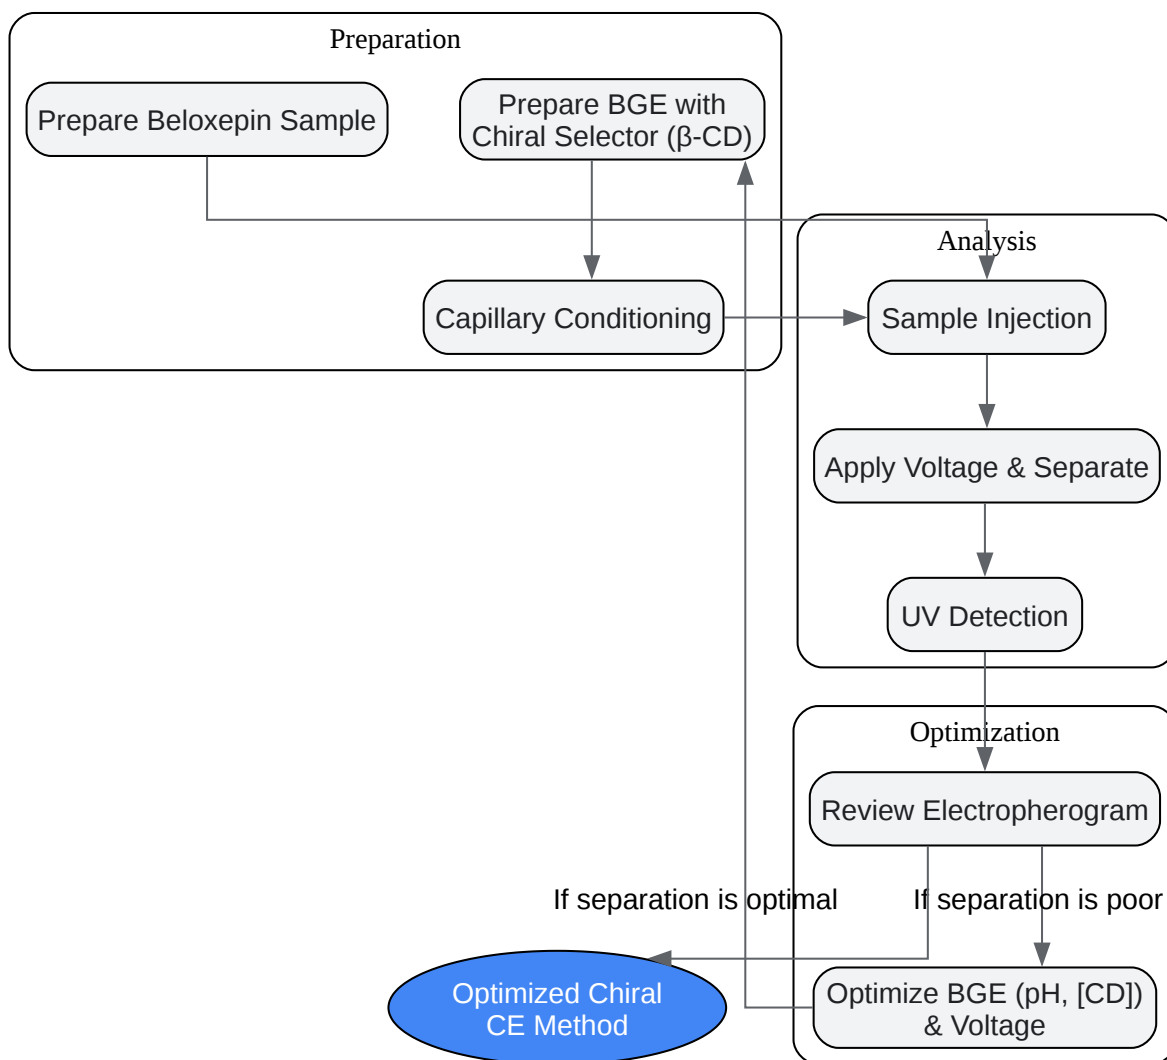 Preparation
Prepare Beloxepin Sample
Prepare BGE with
Chiral Selector (β-CD)
Capillary Conditioning
Analysis
Sample Injection
Apply Voltage & Separate
UV Detection
Optimization
Review Electropherogram
If separation is optimal
If separation is poor
Optimized Chiral
CE Method
Optimize BGE (pH, [CD])
& Voltage